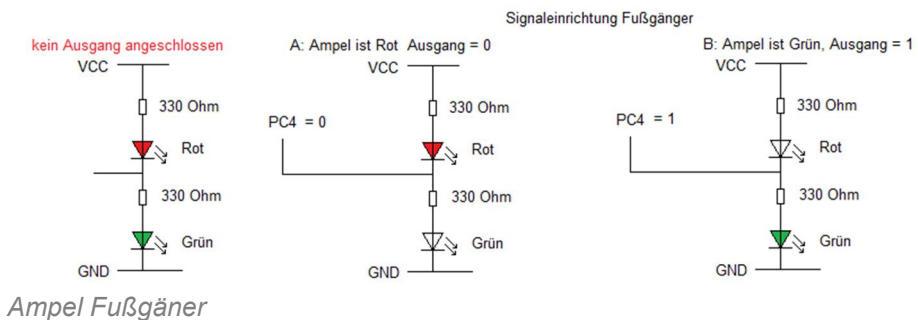 Signaleinrichtung Fußgänger
kein Ausgang angeschlossen
VCC
330 Ohm
Rot
330 Ohm
Grün
GND
A: Ampel ist Rot Ausgang = 0
VCC
330 Ohm
PC4 = 0
Rot
330 Ohm
Grün
GND
B: Ampel ist Grün, Ausgang = 1
VCC
330 Ohm
PC4 = 1
Rot
330 Ohm
Grün
GND
Ampel Fußgäner